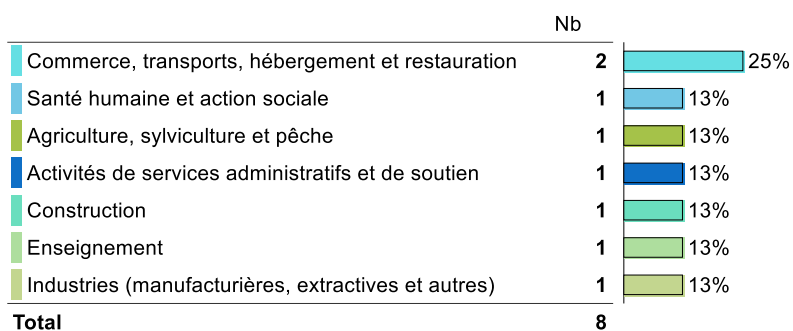 Nb
Commerce, transports, hébergement et restauration 2 25%
Santé humaine et action sociale 1 13%
Agriculture, sylviculture et pêche 1 13%
Activités de services administratifs et de soutien 1 13%
Construction 1 13%
Enseignement 1 13%
Industries (manufacturières, extractives et autres) 1 13%
Total 8